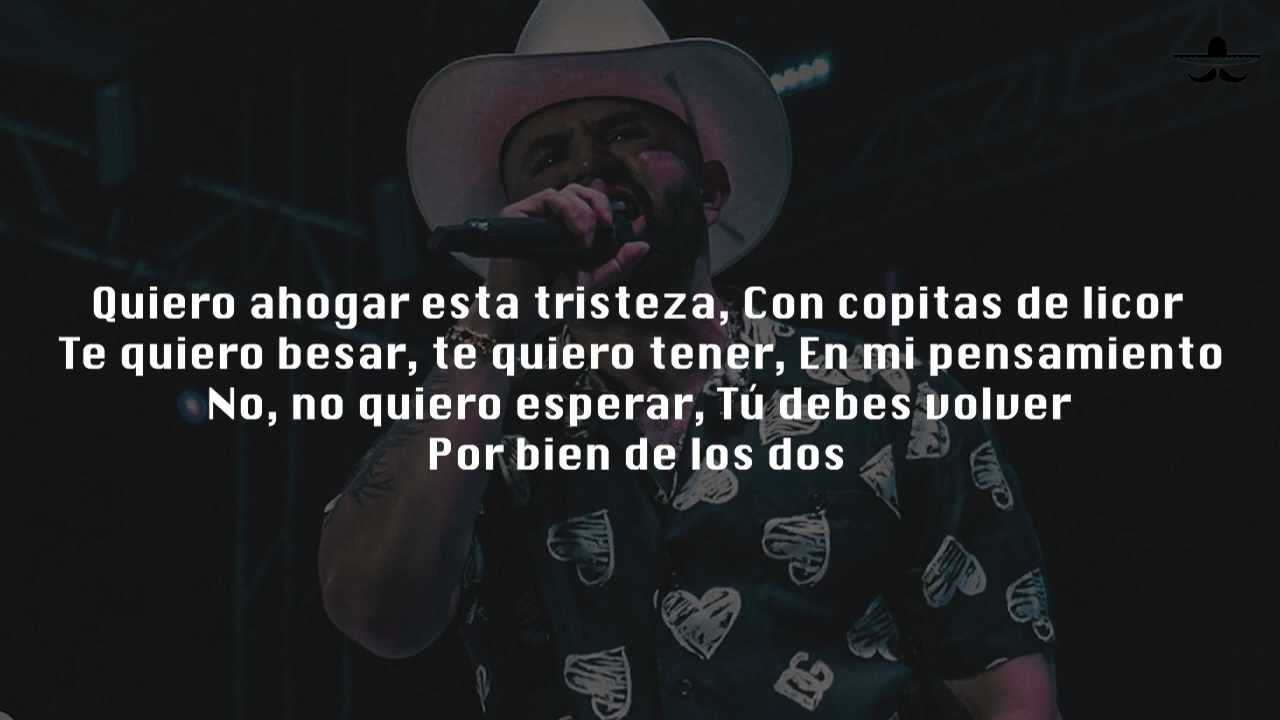 Quiero ahogar esta tristeza, Con copitas de licor
Te quiero besar, te quiero tener, En mi pensamiento
No, no quiero esperar, Tú debes volver
Por bien de los dos